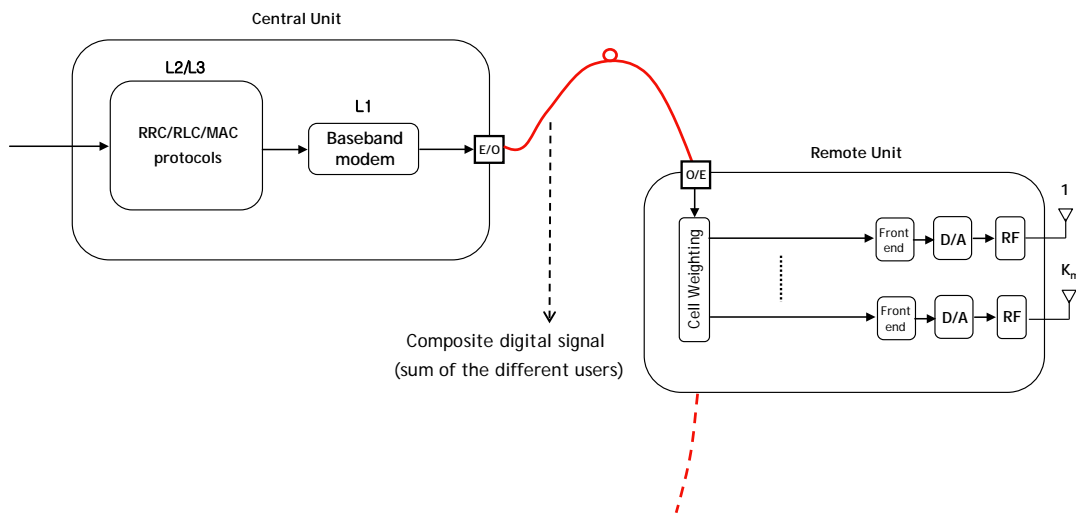 Central Unit
L2/L3
RRC/RLC/MAC
protocols
L1
Baseband
modem
E/O
Composite digital signal
(sum of the different users)
Remote Unit
O/E
Cell Weighting
Front
end
D/A
RF
1
Front
end
D/A
RF
Km